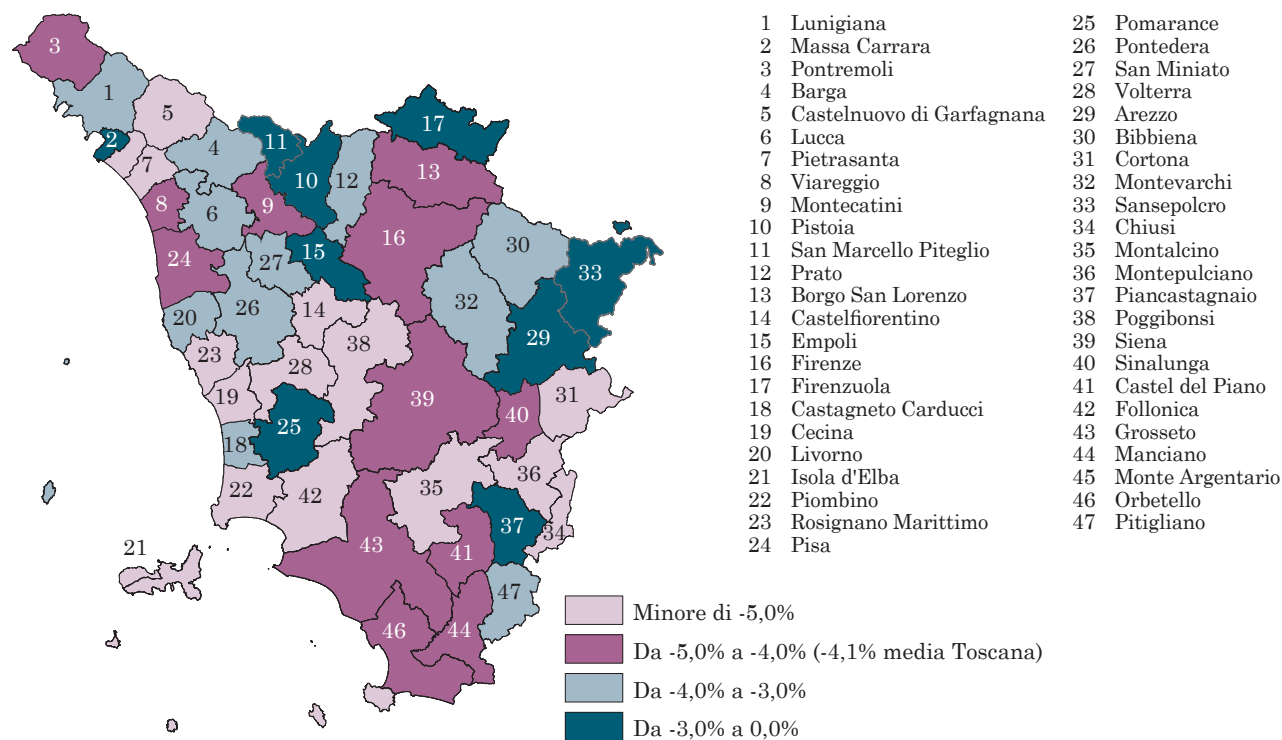 3
1
5
2
7
4
11
10
12
17
13
8
6
9
16
15
30
24
27
33
32
20
26
14
29
23
38
28
19
39
31
40
25
18
36
35
22
42
37
34
43
41
21
47
46
44
1 Lunigiana
2 Massa Carrara
3 Pontremoli
4 Barga
5 Castelnuovo di Garfagnana
6 Lucca
7 Pietrasanta
8 Viareggio
9 Montecatini
10 Pistoia
11 San Marcello Piteglio
12 Prato
13 Borgo San Lorenzo
14 Castelfiorentino
15 Empoli
16 Firenze
17 Firenzuola
18 Castagneto Carducci
19 Cecina
20 Livorno
21 Isola d'Elba
22 Piombino
23 Rosignano Marittimo
24 Pisa
25 Pomarance
26 Pontedera
27 San Miniato
28 Volterra
29 Arezzo
30 Bibbiena
31 Cortona
32 Montevarchi
33 Sansepolcro
34 Chiusi
35 Montalcino
36 Montepulciano
37 Piancastagnaio
38 Poggibonsi
39 Siena
40 Sinalunga
41 Castel del Piano
42 Follonica
43 Grosseto
44 Manciano
45 Monte Argentario
46 Orbetello
47 Pitigliano
Minore di -5,0%
Da -5,0% a -4,0% (-4,1% media Toscana)
Da -4,0% a -3,0%
Da -3,0% a 0,0%